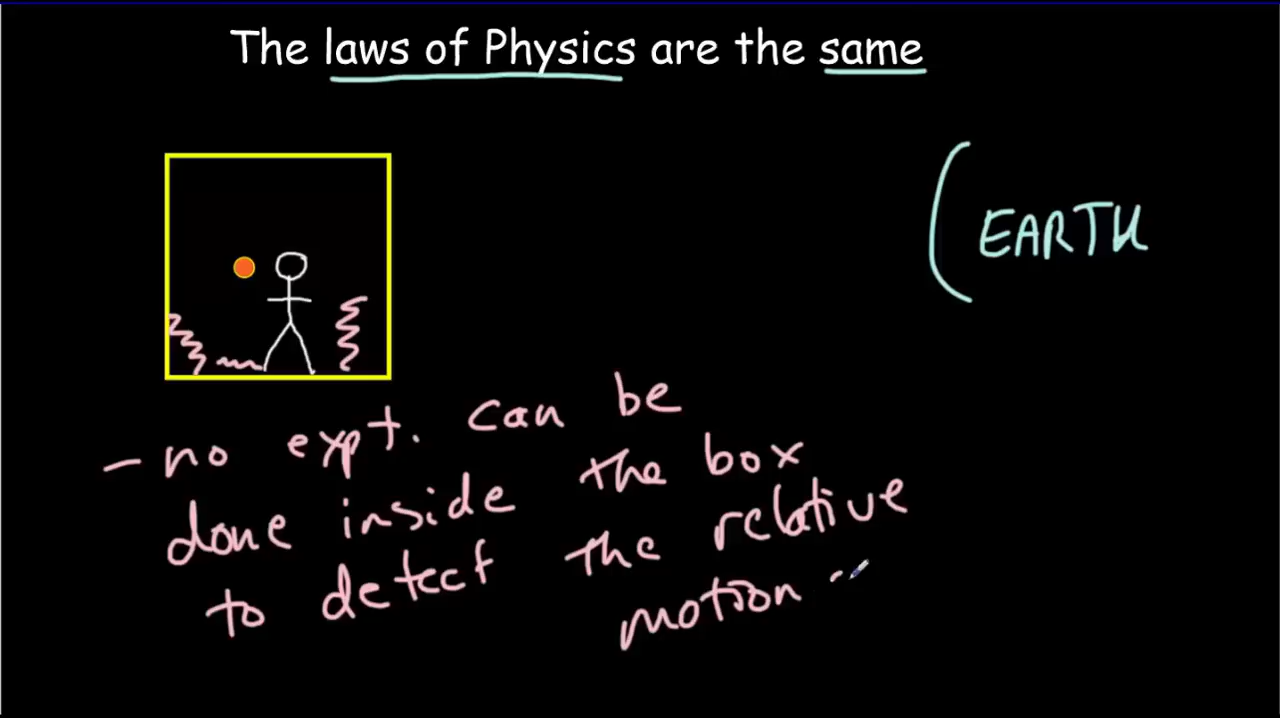 The laws of Physics are the same
EARTH
- no expt. can be
done inside the box
to detect the relative
motion